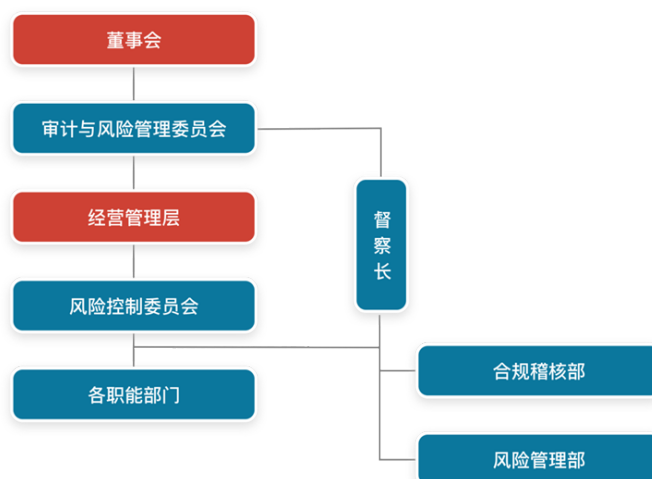 董事会
审计与风险管理委员会
经营管理层
督察长
风险控制委员会
各职能部门
合规稽核部
风险管理部